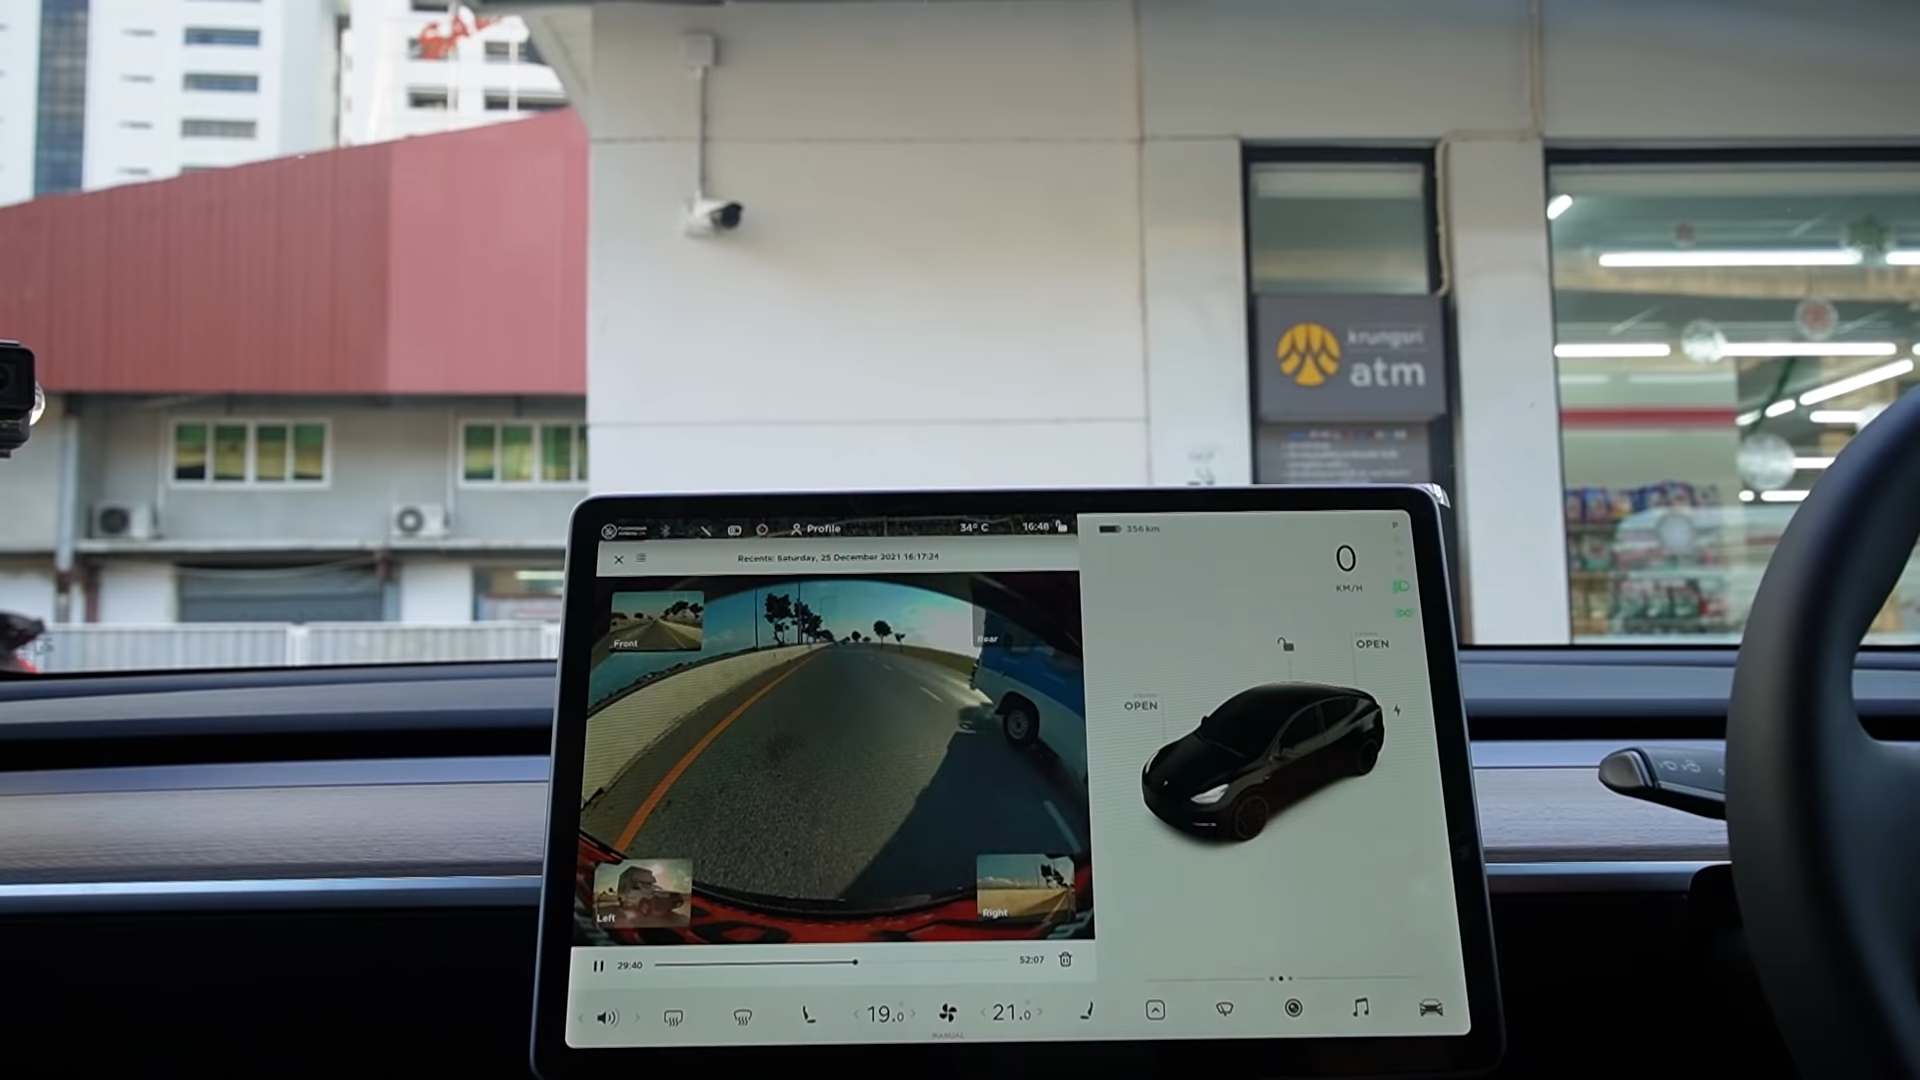 SALE
krungsri
atm
Profile
34° C
16:48
Recents: Saturday, 25 December 2021 16:17:24
Front
Rear
Left
Right
29:40
52:07
19.0
MANUAL
21.0
356 km
P
0
KM/H
OPEN
OPEN